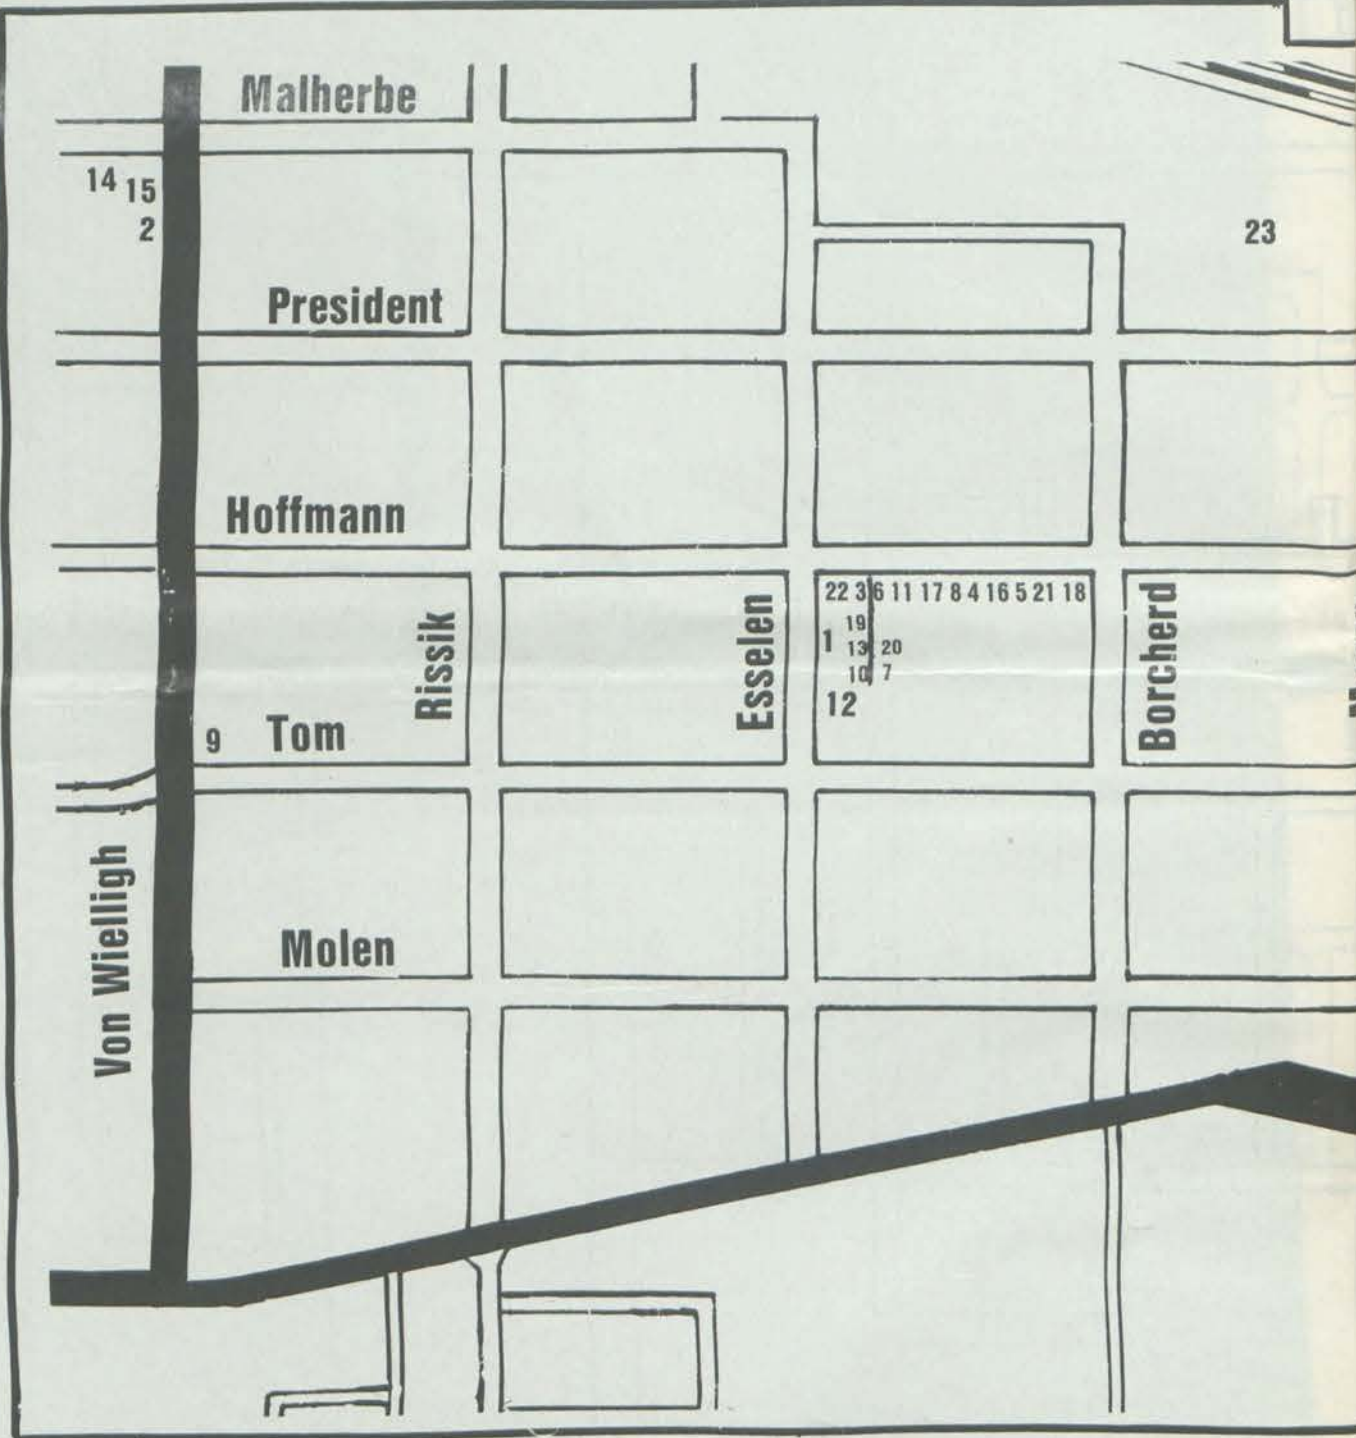 Malherbe
14 15
2
23
President
Hoffmann
22 3 6 11 17 8 4 16 5 21 18
19
1 13 20
10 7
12
Rissik
Esselen
Borcherd
9 Tom
Von Wielligh
Molen